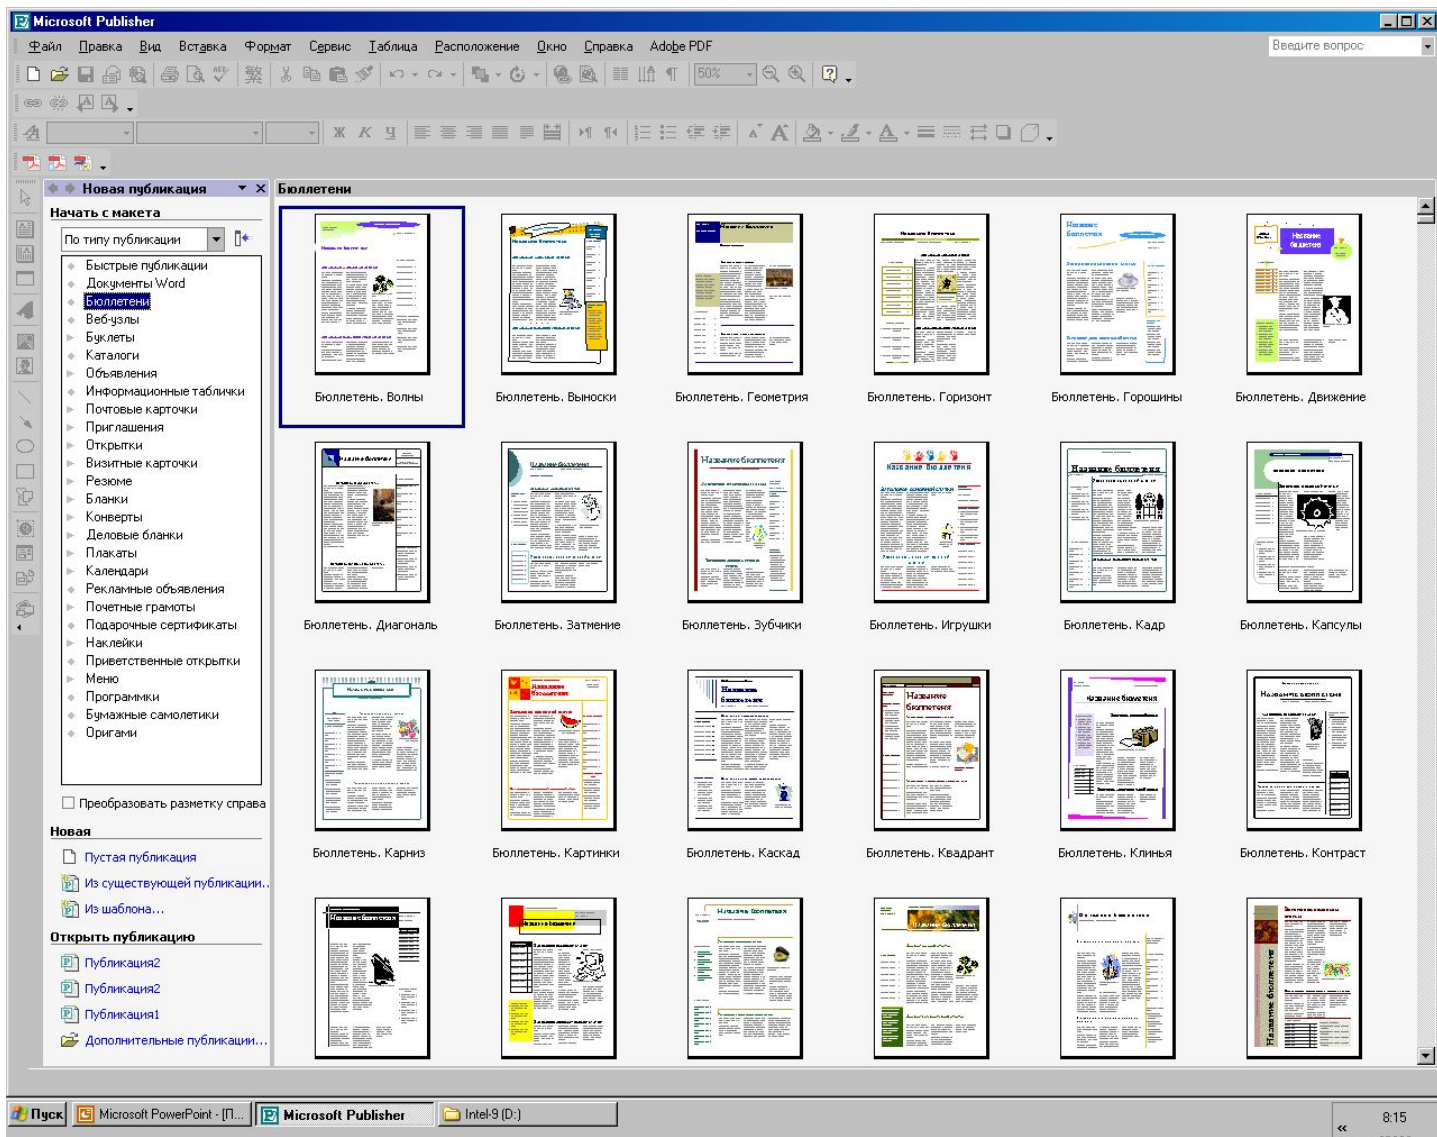 Microsoft Publisher
Файл Правка Вид Вставка Формат Сервис Таблица Расположение Окно Справка Adobe PDF
Введите вопрос
50%
Ж К Ч
Новая публикация
Бюллетени
Начать с макета
По типу публикации
Быстрые публикации
Документы Word
Бюллетени
Веб-узлы
Буклеты
Каталоги
Объявления
Информационные таблички
Почтовые карточки
Приглашения
Открытки
Визитные карточки
Резюме
Бланки
Конверты
Деловые бланки
Плакаты
Календари
Рекламные объявления
Почетные грамоты
Подарочные сертификаты
Наклейки
Приветственные открытки
Меню
Программки
Бумажные самолетики
Оригами
Преобразовать разметку справа
Новая
Пустая публикация
Из существующей публикации..
Из шаблона...
Открыть публикацию
Публикация2
Публикация2
Публикация1
Дополнительные публикации...
Бюллетень. Волны
Бюллетень. Выноски
Бюллетень. Геометрия
Бюллетень. Горизонт
Бюллетень. Горошины
Бюллетень. Движение
Бюллетень. Диагональ
Бюллетень. Затмение
Бюллетень. Зубчики
Бюллетень. Игрушки
Бюллетень. Кадр
Бюллетень. Капсулы
Бюллетень. Карниз
Бюллетень. Картинки
Бюллетень. Каскад
Бюллетень. Квадрант
Бюллетень. Клинья
Бюллетень. Контраст
Пуск
Microsoft PowerPoint - [П...
Microsoft Publisher
Intel-9 (D:)
«
8:15